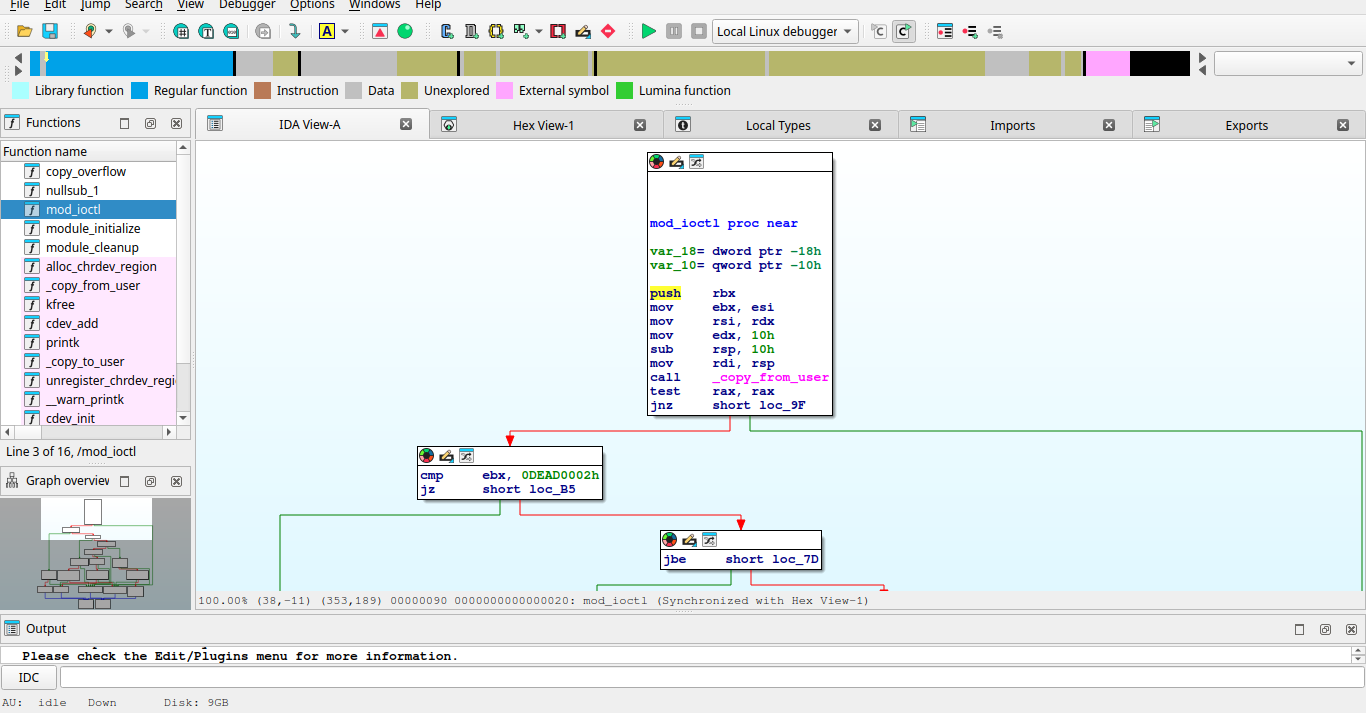 File Edit Jump Search View Debugger Options Windows Help
A Local Linux debugger
Library function Regular function Instruction Data Unexplored External symbol Lumina function
Functions
Function name
copy_overflow
nullsub_1
mod_ioctl
module_initialize
module_cleanup
alloc_chrdev_region
_copy_from_user
kfree
cdev_add
printk
_copy_to_user
unregister_chrdev_regi
__warn_printk
cdev_init
Line 3 of 16, /mod_ioctl
Graph overview
IDA View-A Hex View-1 Local Types Imports Exports
mod_ioctl proc near
var_18= dword ptr -18h
var_10= qword ptr -10h
push rbx
mov ebx, esi
mov rsi, rdx
mov edx, 10h
sub rsp, 10h
mov rdi, rsp
call _copy_from_user
test rax, rax
jnz short loc_9F
cmp ebx, 0DEAD0002h
jz short loc_B5
jbe short loc_7D
100.00% (38,-11) (353,189) 00000090 0000000000000020: mod_ioctl (Synchronized with Hex View-1)
Output
Please check the Edit/Plugins menu for more information.
IDC
AU: idle Down Disk: 9GB